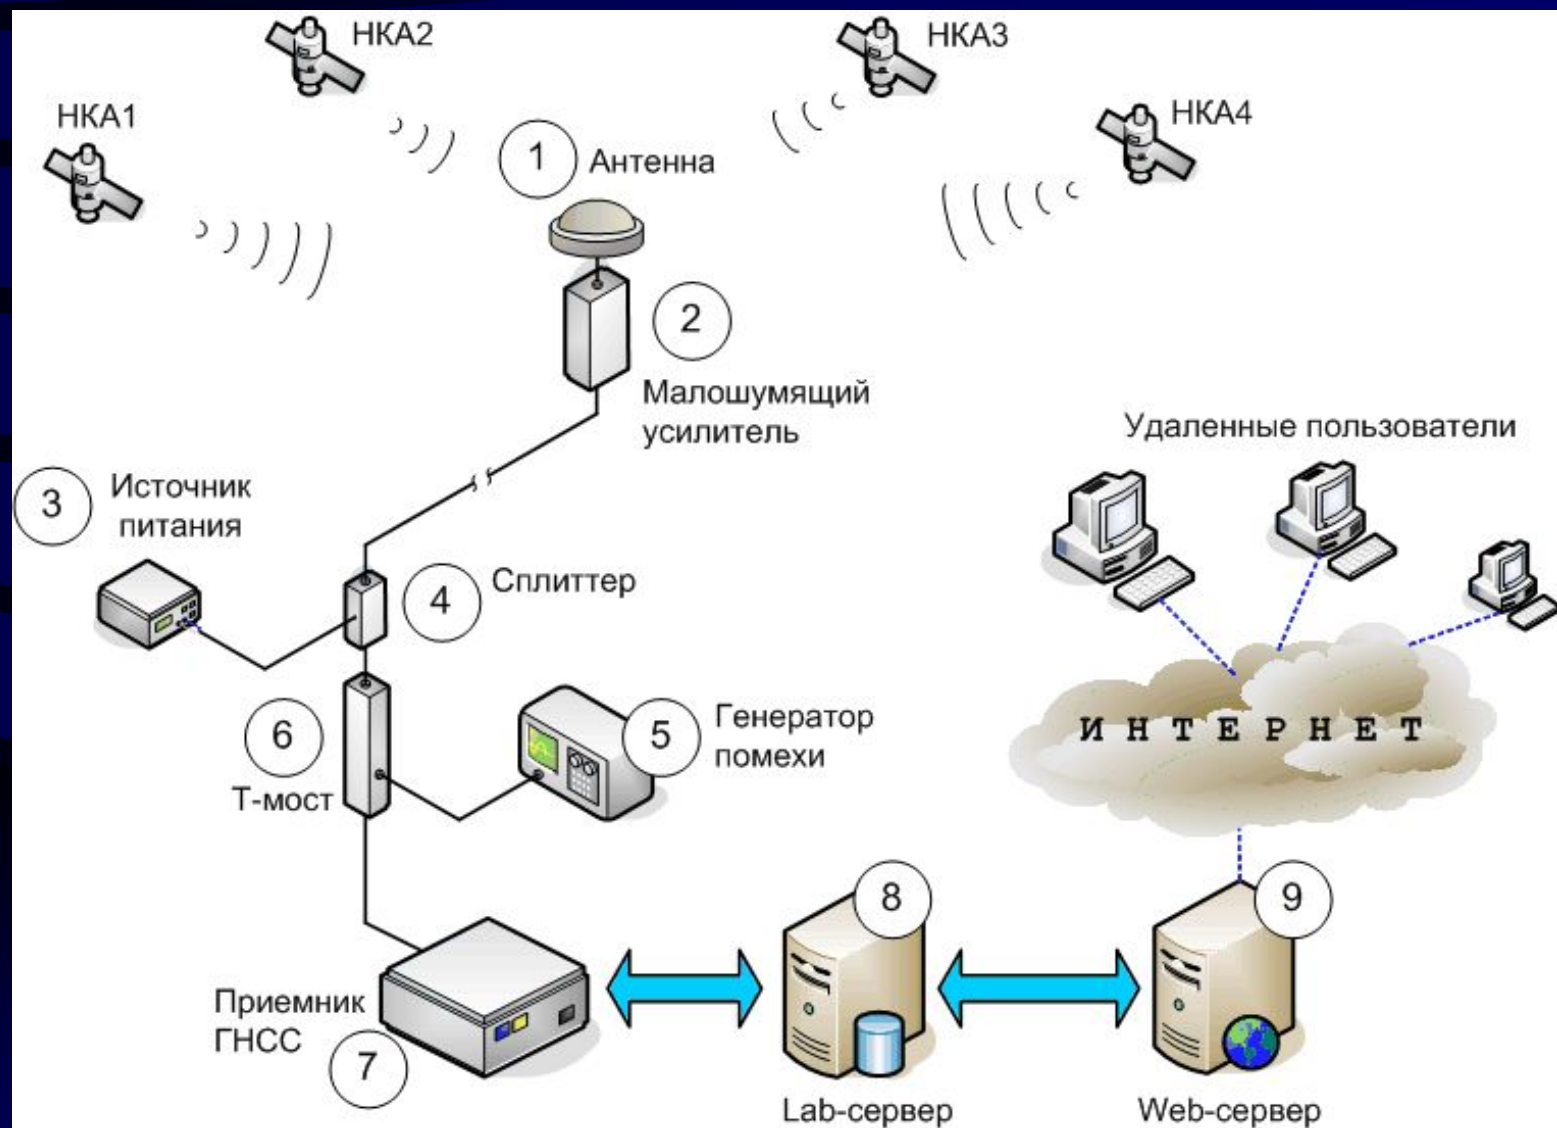 НКА2
НКА3
НКА1
НКА4
1
Антенна
2
Малошумящий
усилитель
Удаленные пользователи
3
Источник
питания
4
Сплиттер
6
Т-мост
5
Генератор
помехи
ИНТЕРНЕТ
8
9
Приемник
ГНСС
7
Lab-сервер
Web-сервер